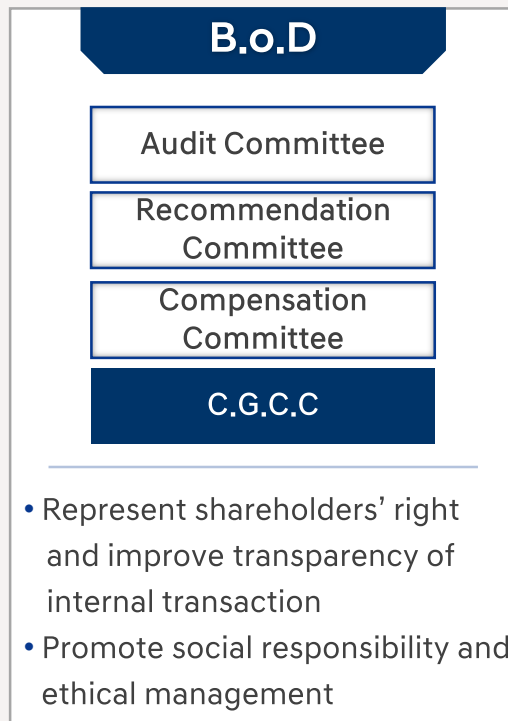 B.o.D
Audit Committee
Recommendation
Committee
Compensation
Committee
C.G.C.C
• Represent shareholders’ right
and improve transparency of
internal transaction
• Promote social responsibility and
ethical management